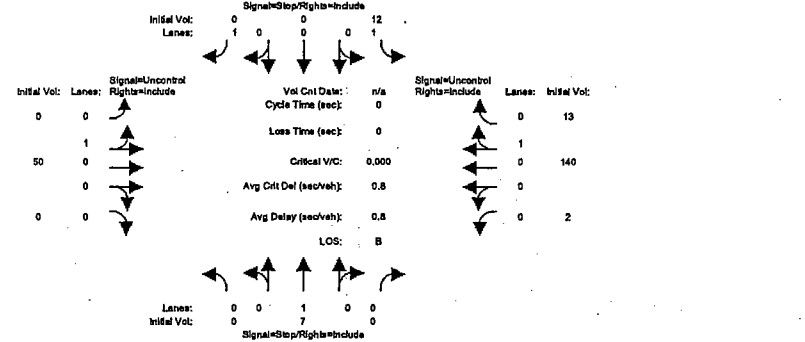 Signal=Stop/Rights=Include
Initial Vol: 0 0 12
Lanes: 1 0 0 0 1
Signal=Uncontrol
Initial Vol: Lanes: Rights=Include
Vol Cnt Date: n/a
Signal=Uncontrol
Rights=Include Lanes: Initial Vol:
Cycle Time (sec): 0
0 0
0 13
Loss Time (sec): 0
1
1
50 0
Critical V/C: 0.000
0 140
0
Avg Crit Del (sec/veh): 0.8
0
0 0
Avg Delay (sec/veh): 0.8
0 2
LOS: B
Lanes: 0 0 1 0 0
Initial Vol: 0 7 0
Signal=Stop/Rights=Include